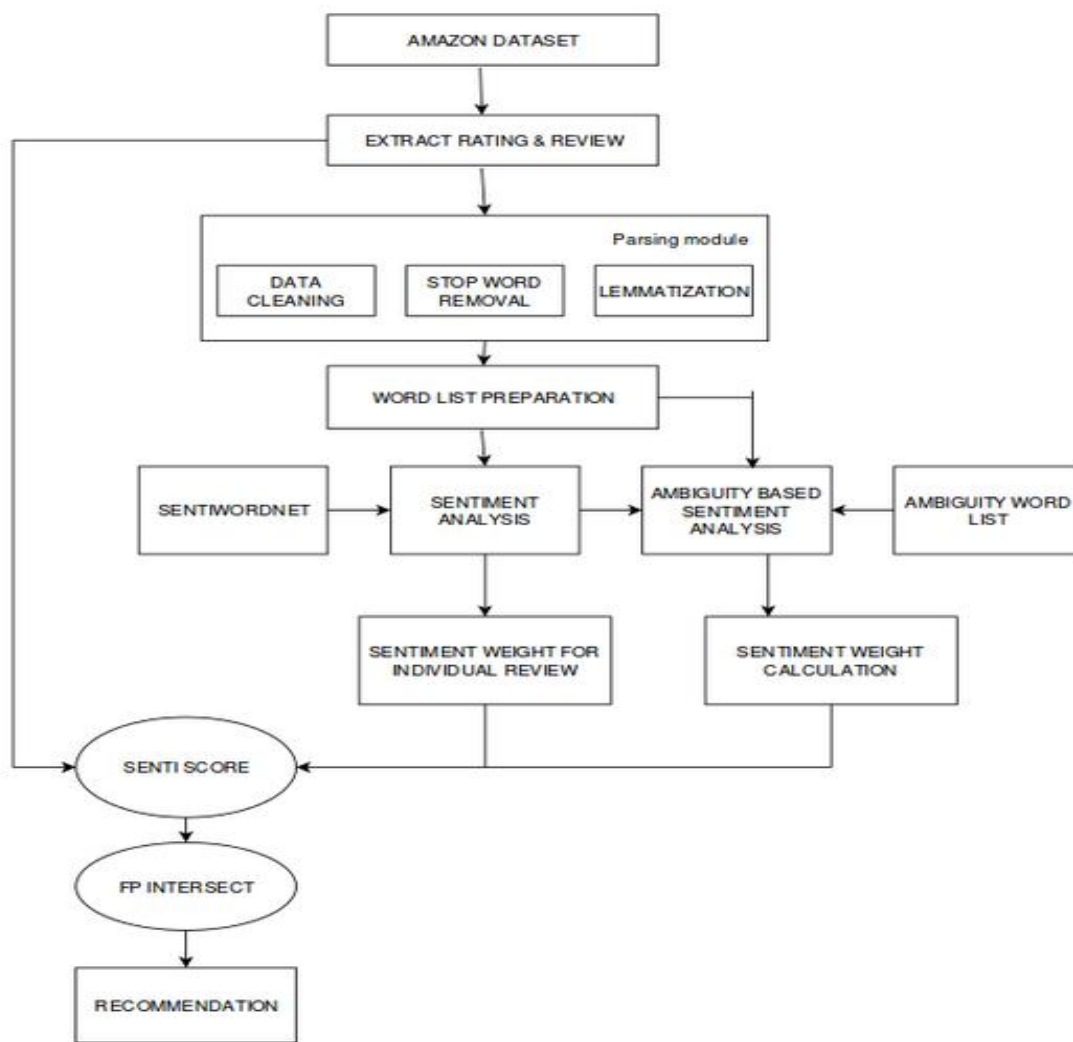 AMAZON DATASET
EXTRACT RATING & REVIEW
Parsing module
DATA
CLEANING
STOP WORD
REMOVAL
LEMMATIZATION
WORD LIST PREPARATION
SENTIWORDNET
SENTIMENT
ANALYSIS
AMBIGUITY BASED
SENTIMENT
ANALYSIS
AMBIGUITY WORD
LIST
SENTIMENT WEIGHT FOR
INDIVIDUAL REVIEW
SENTIMENT WEIGHT
CALCULATION
SENTI SCORE
FP INTERSECT
RECOMMENDATION